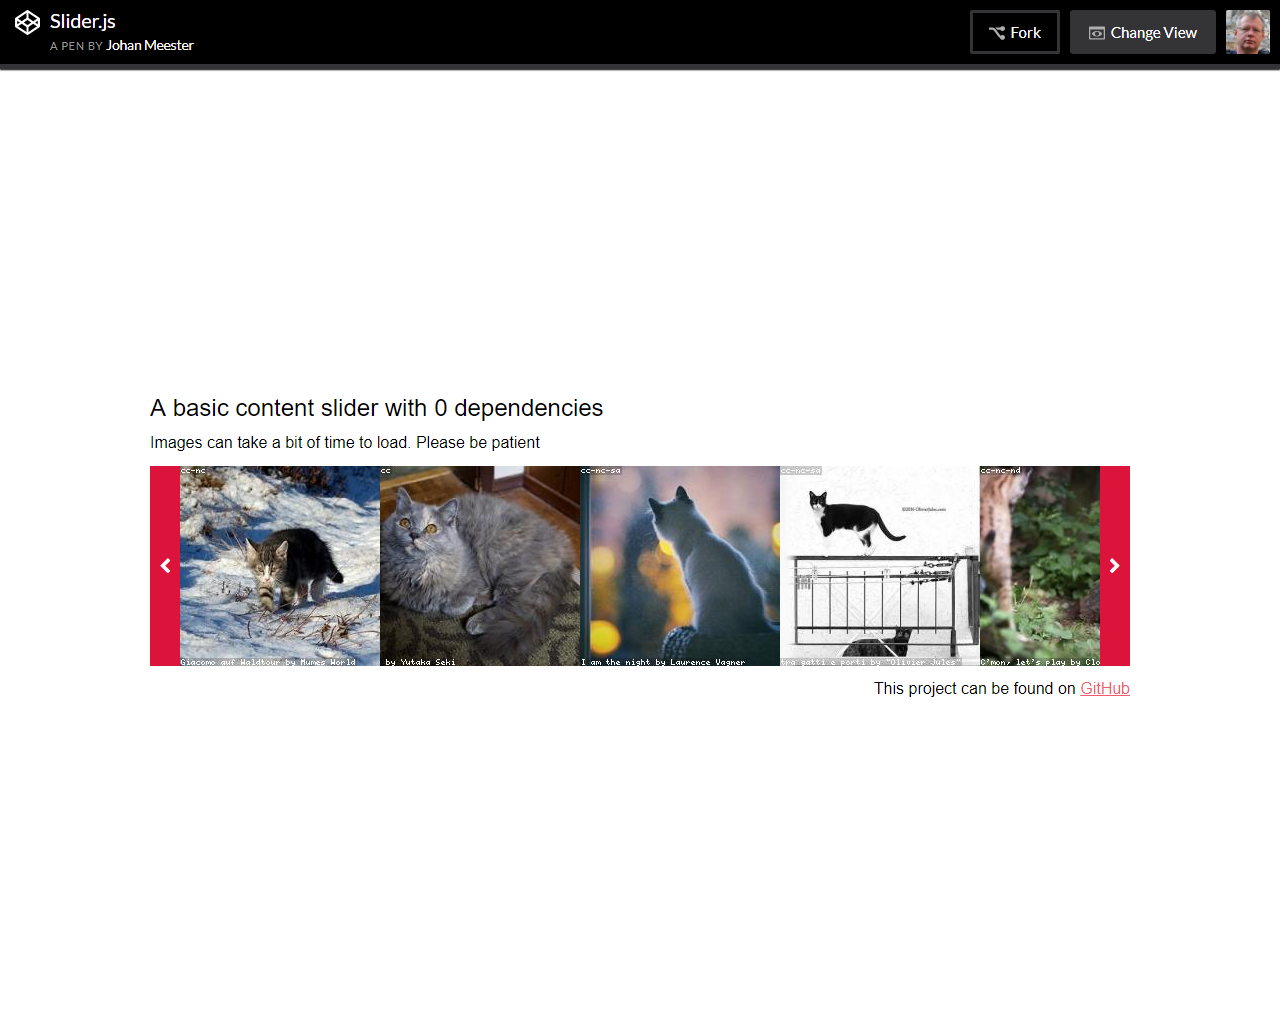 Slider.js
A PEN BY Johan Meester
Fork
Change View
A basic content slider with 0 dependencies
Images can take a bit of time to load. Please be patient
cc-nc
cc
cc-nc-sa
cc-nc-sa
cc-nc-nd
©2016 OlivierJules.com
Giacomo auf Waldtour by Mumes World
by Yutaka Seki
I am the night by Laurence Vagner
tra gatti e ponti by "Olivier Jules"
C'mon, let's play by Clo
This project can be found on GitHub